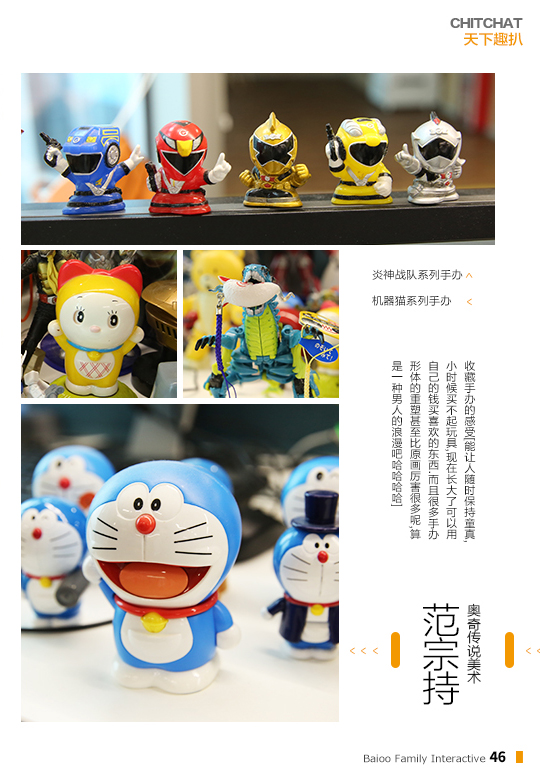 CHITCHAT
天下趣扒
炎神战队系列手办 ^
机器猫系列手办 <
收藏手办的感受[能让人随时保持童真,
小时候买不起玩具,现在长大了可以用
自己的钱买喜欢的东西.而且很多手办
形体的重塑甚至比原画厉害很多呢,算
是一种男人的浪漫吧哈哈哈哈]
奥奇传说美术
范宗持
< < <
< <
Baioo Family Interactive 46